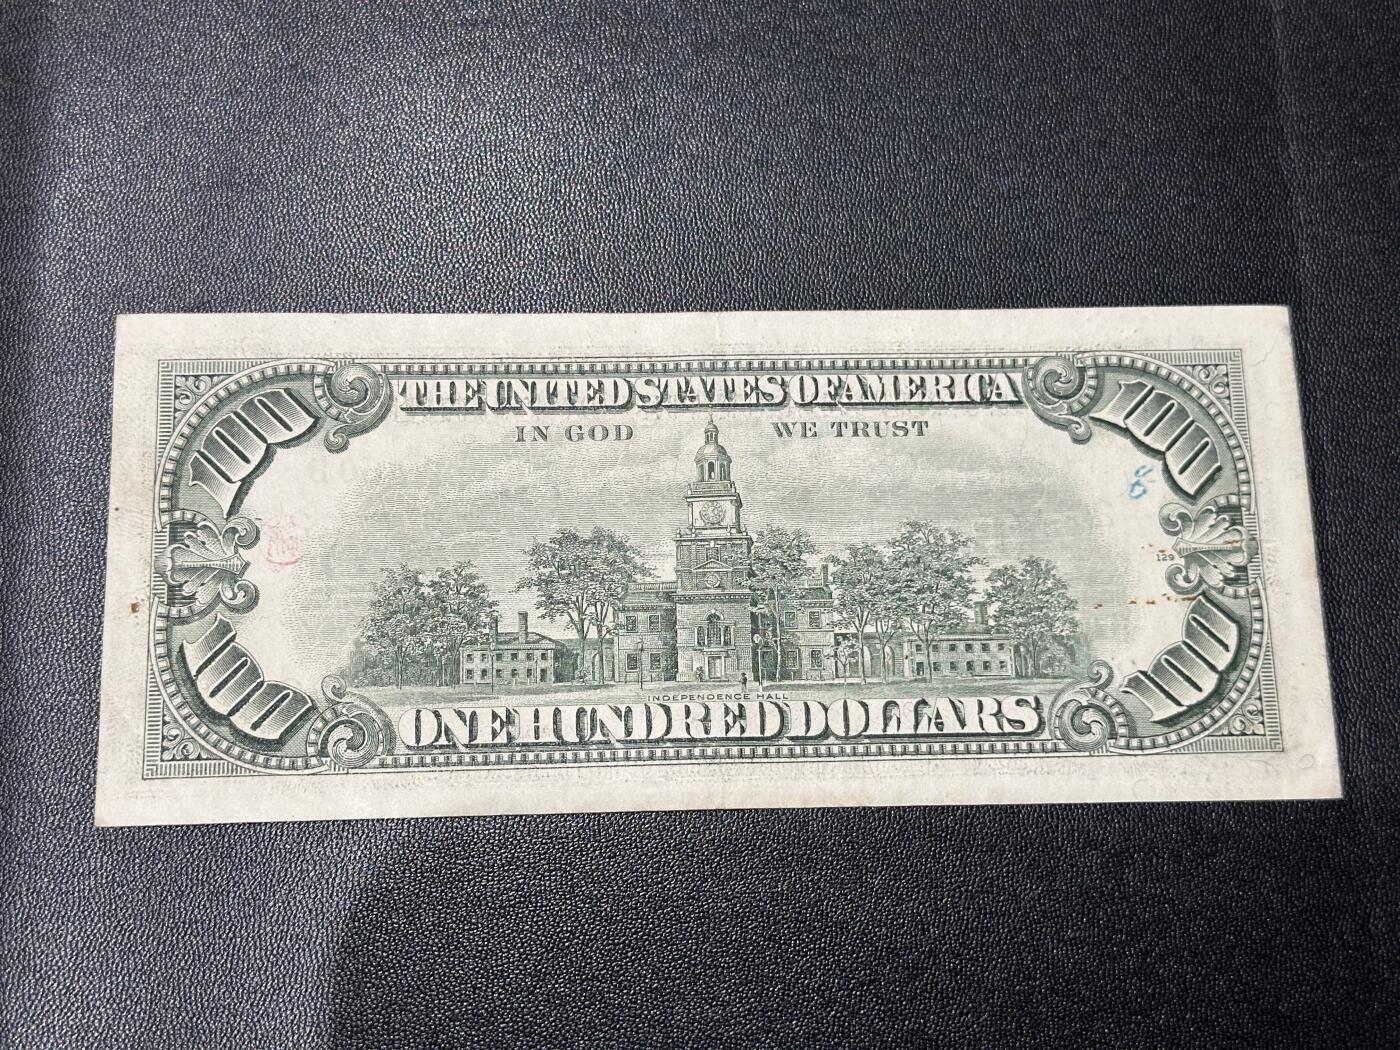 100 THE UNITED STATES OF AMERICA 100
IN GOD WE TRUST
129
INDEPENDENCE HALL
100 ONE HUNDRED DOLLARS 100